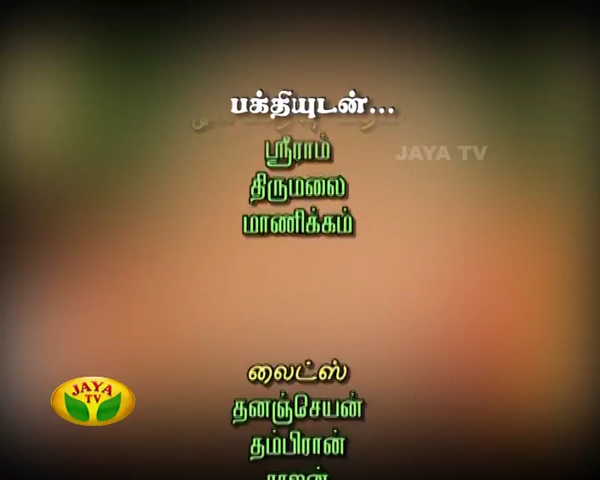 பக்தியுடன்...
ஸ்ரீராம்
JAYA TV
திருமலை
மாணிக்கம்
லைட்ஸ்
JAYA
TV
தனஞ்சேயன்
தம்பிரான்